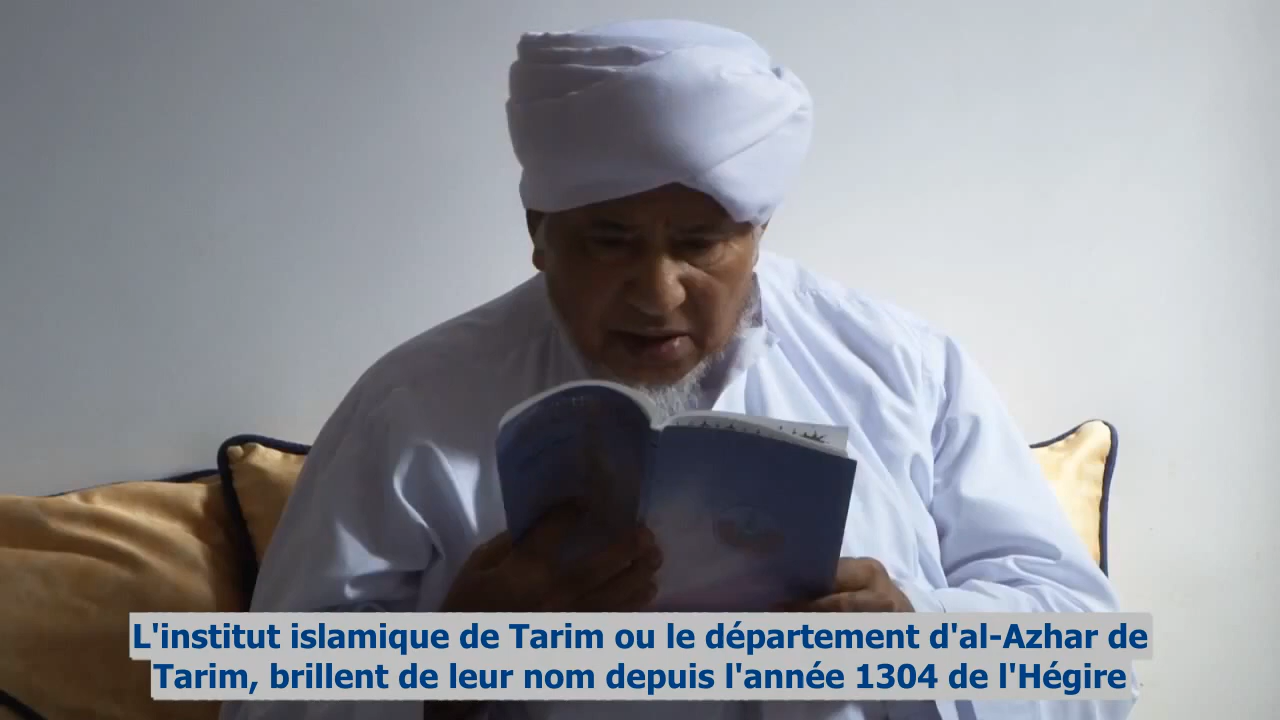 L'institut islamique de Tarim ou le département d'al-Azhar de
Tarim, brillent de leur nom depuis l'année 1304 de l'Hégire